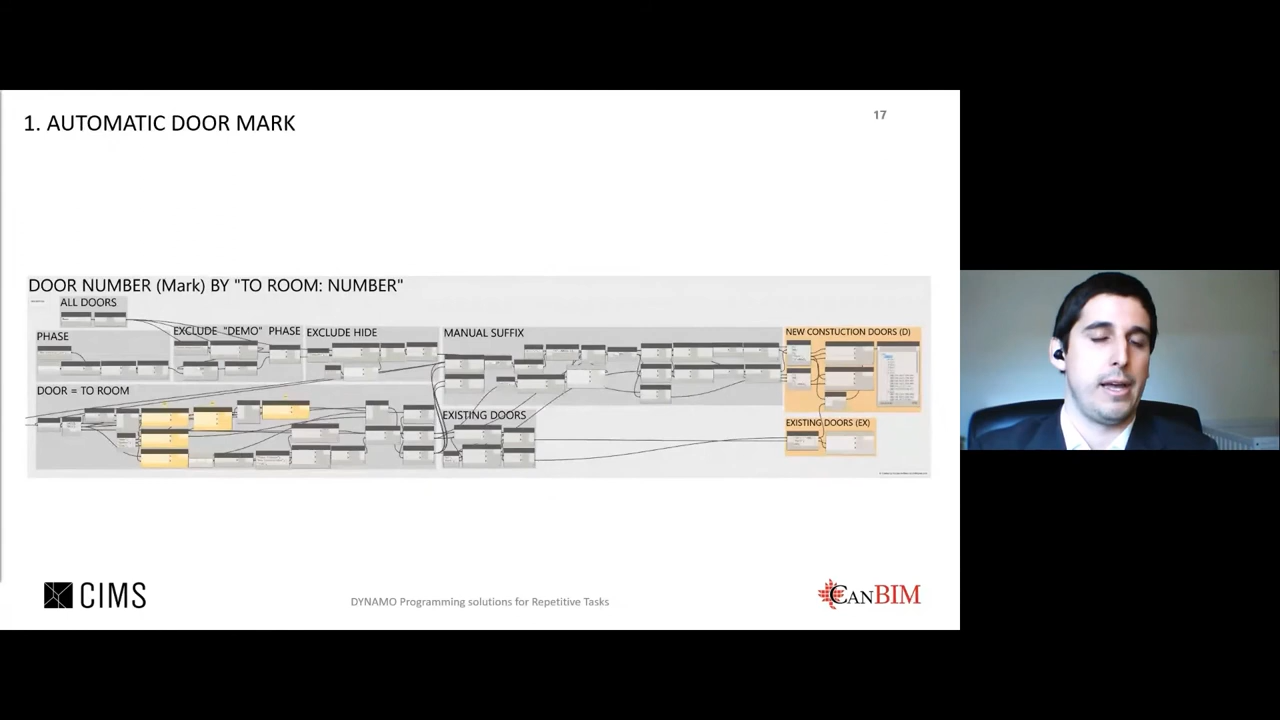 1. AUTOMATIC DOOR MARK
17
DOOR NUMBER (Mark) BY "TO ROOM: NUMBER"
ALL DOORS
PHASE
EXCLUDE "DEMO" PHASE
EXCLUDE HIDE
MANUAL SUFFIX
NEW CONSTUCTION DOORS (D)
DOOR = TO ROOM
EXISTING DOORS
EXISTING DOORS (EX)
CIMS
DYNAMO Programming solutions for Repetitive Tasks
CANBIM